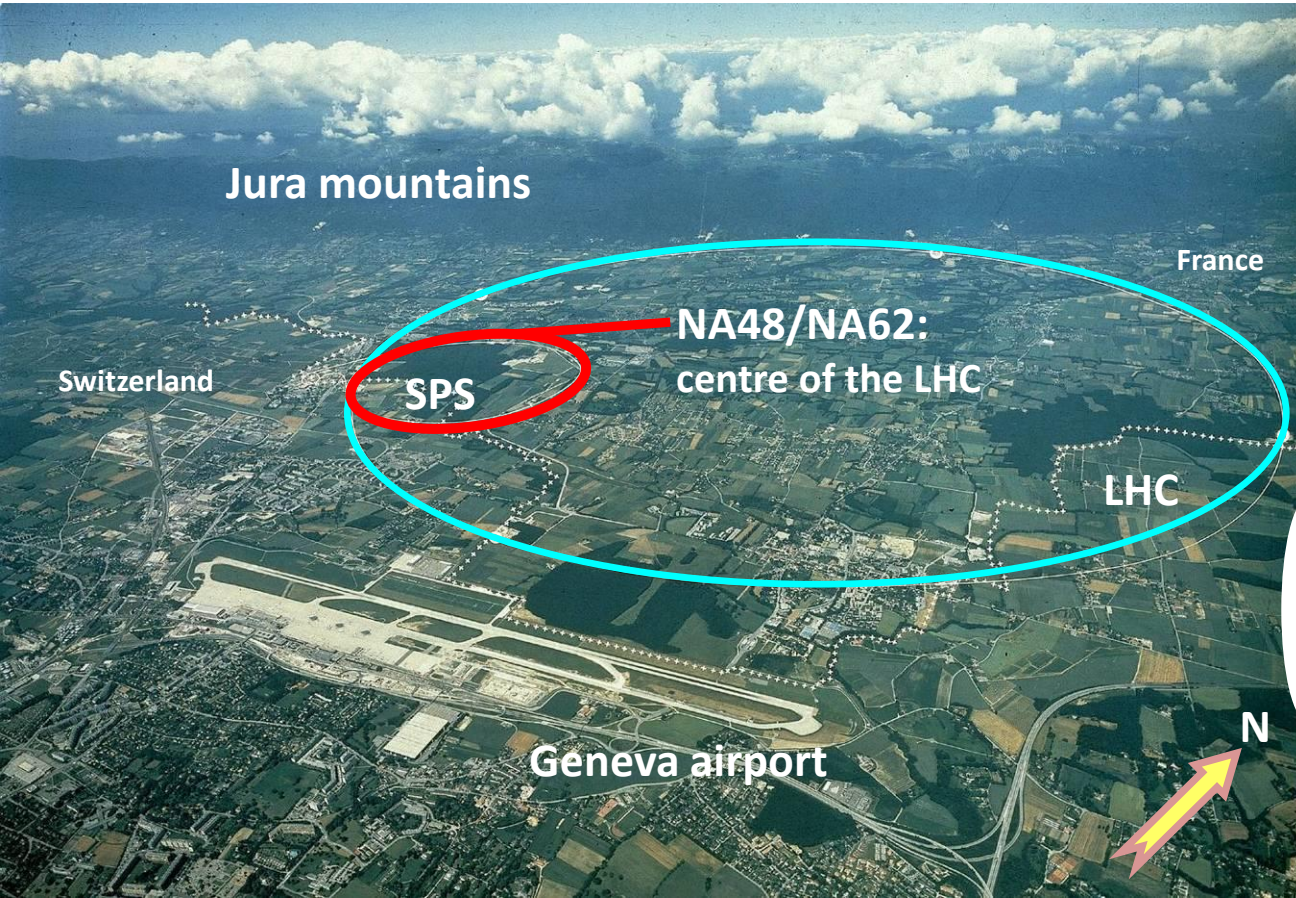 Jura mountains
France
NA48/NA62:
centre of the LHC
Switzerland
SPS
LHC
N
Geneva airport